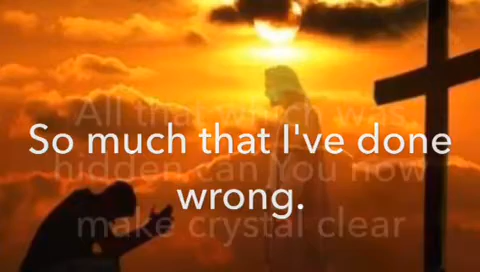 All that which was,
So much that I've done
hidden can you now
wrong.
make crystal clear